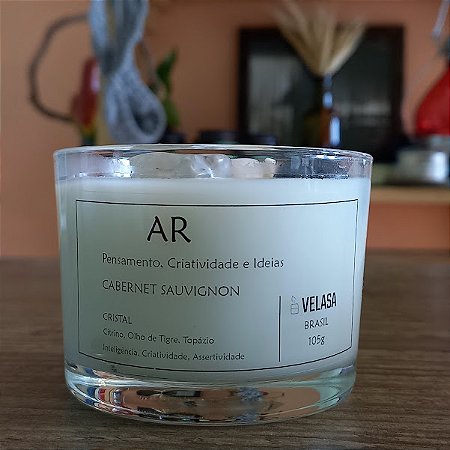 AR
Pensamento, Criatividade e Ideias
CABERNET SAUVIGNON
CRISTAL
Citrino, Olho de Tigre, Topázio
Inteligência, Criatividade, Assertividade
VELASA
BRASIL
105g